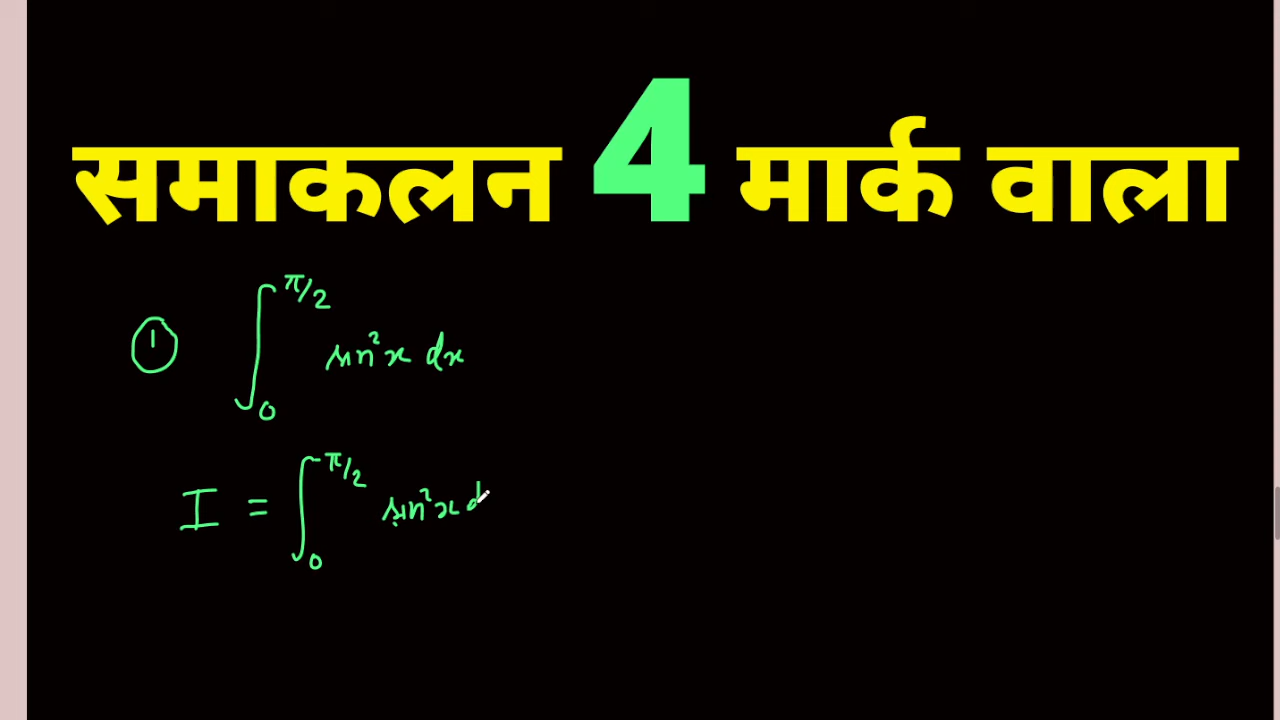 समाकलन 4 मार्क वाला
① ∫₀^π/2 sin²x dx
I = ∫₀^π/2 sin²x d